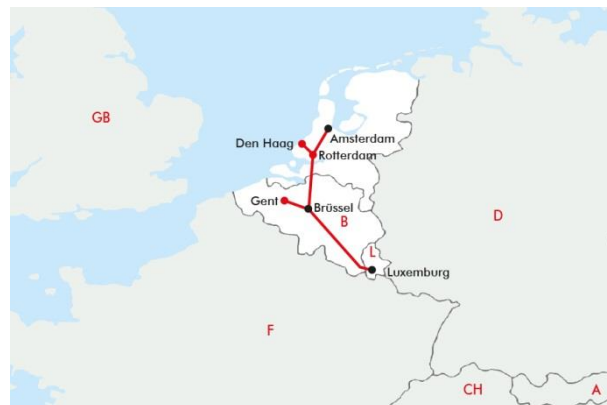 GB
Den Haag
Amsterdam
Rotterdam
Gent
Brüssel
B
D
L
Luxemburg
F
CH
A